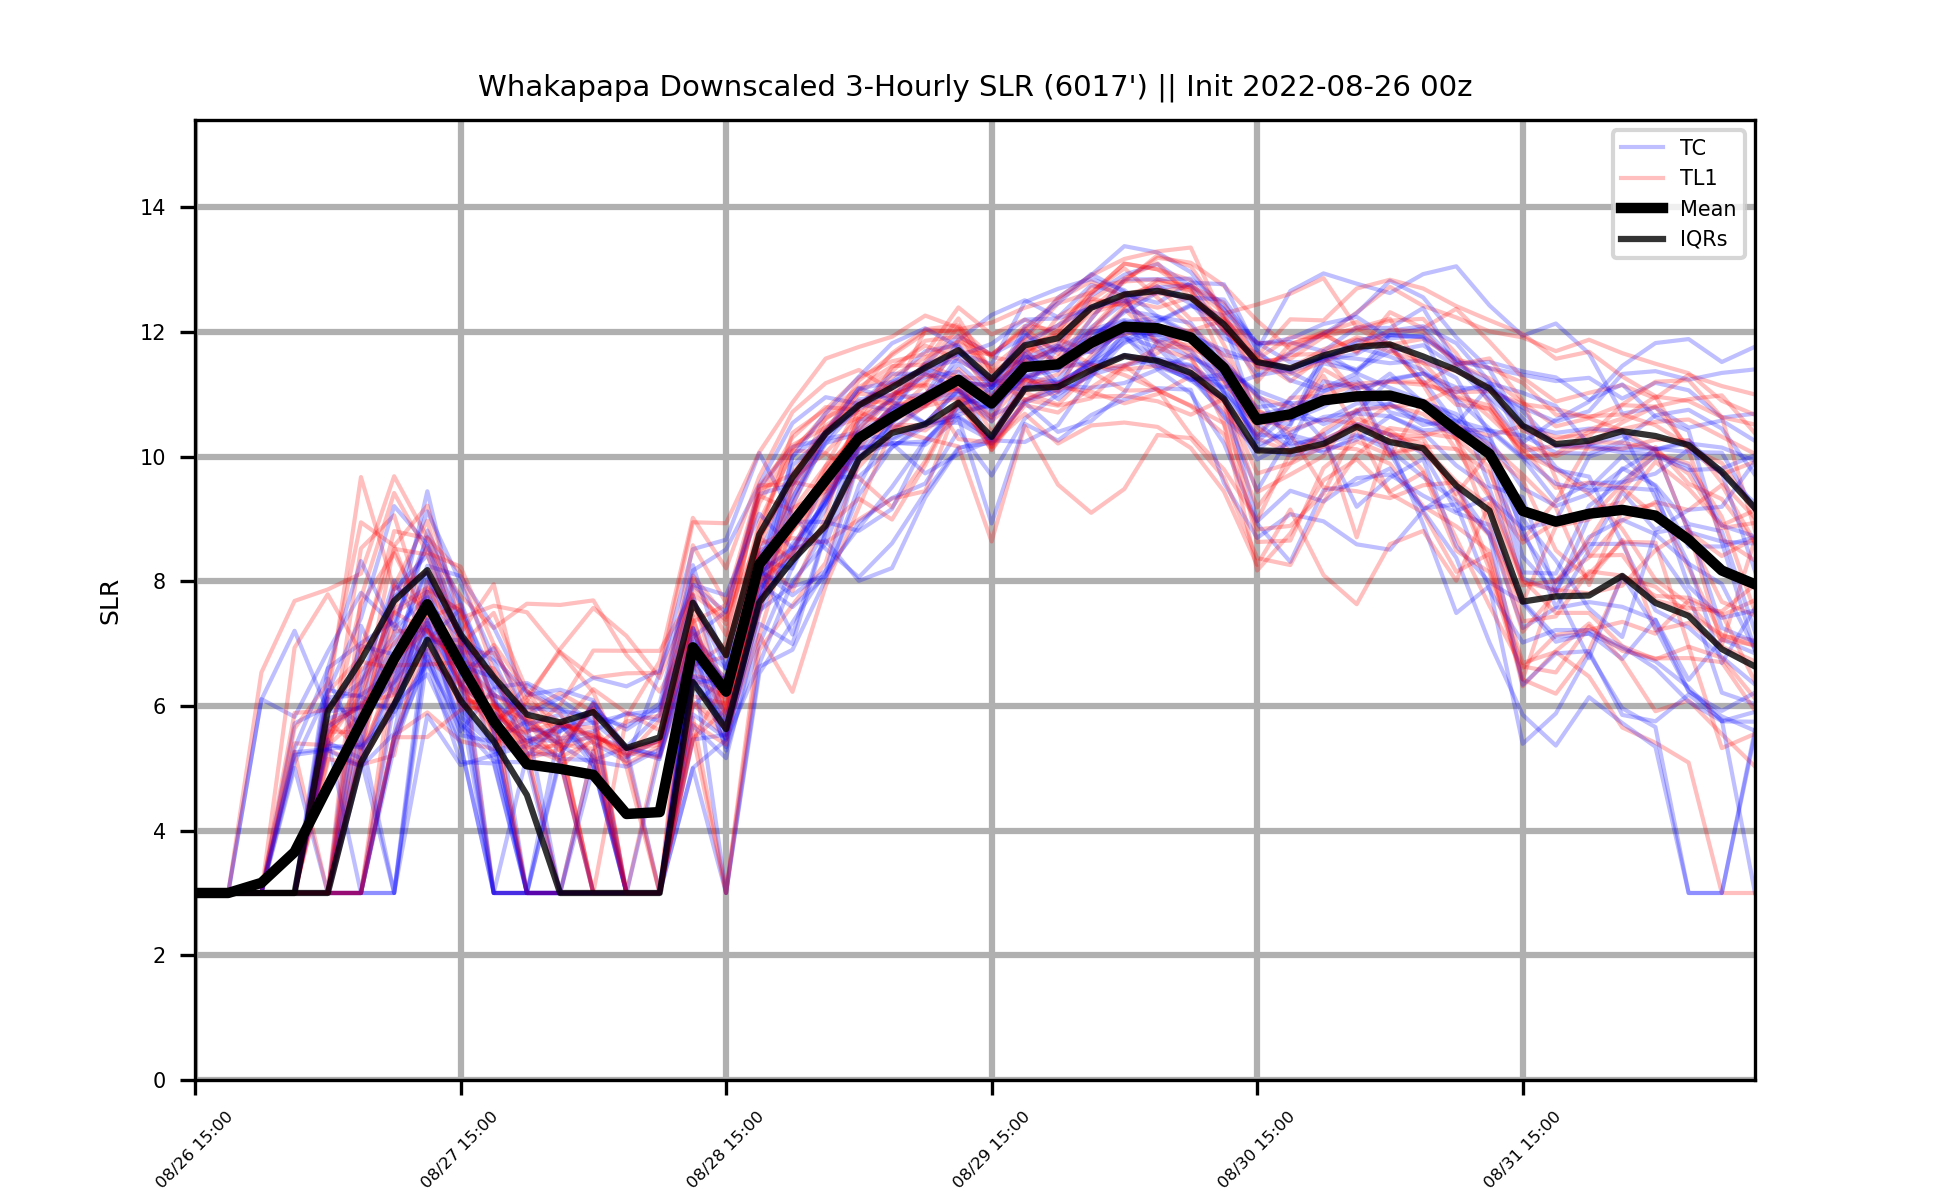 Whakapapa Downscaled 3-Hourly SLR (6017') || Init 2022-08-26 00z
TC
TL1
Mean
IQRs
SLR
14
12
10
8
6
4
2
0
08/26 15:00
08/27 15:00
08/28 15:00
08/29 15:00
08/30 15:00
08/31 15:00